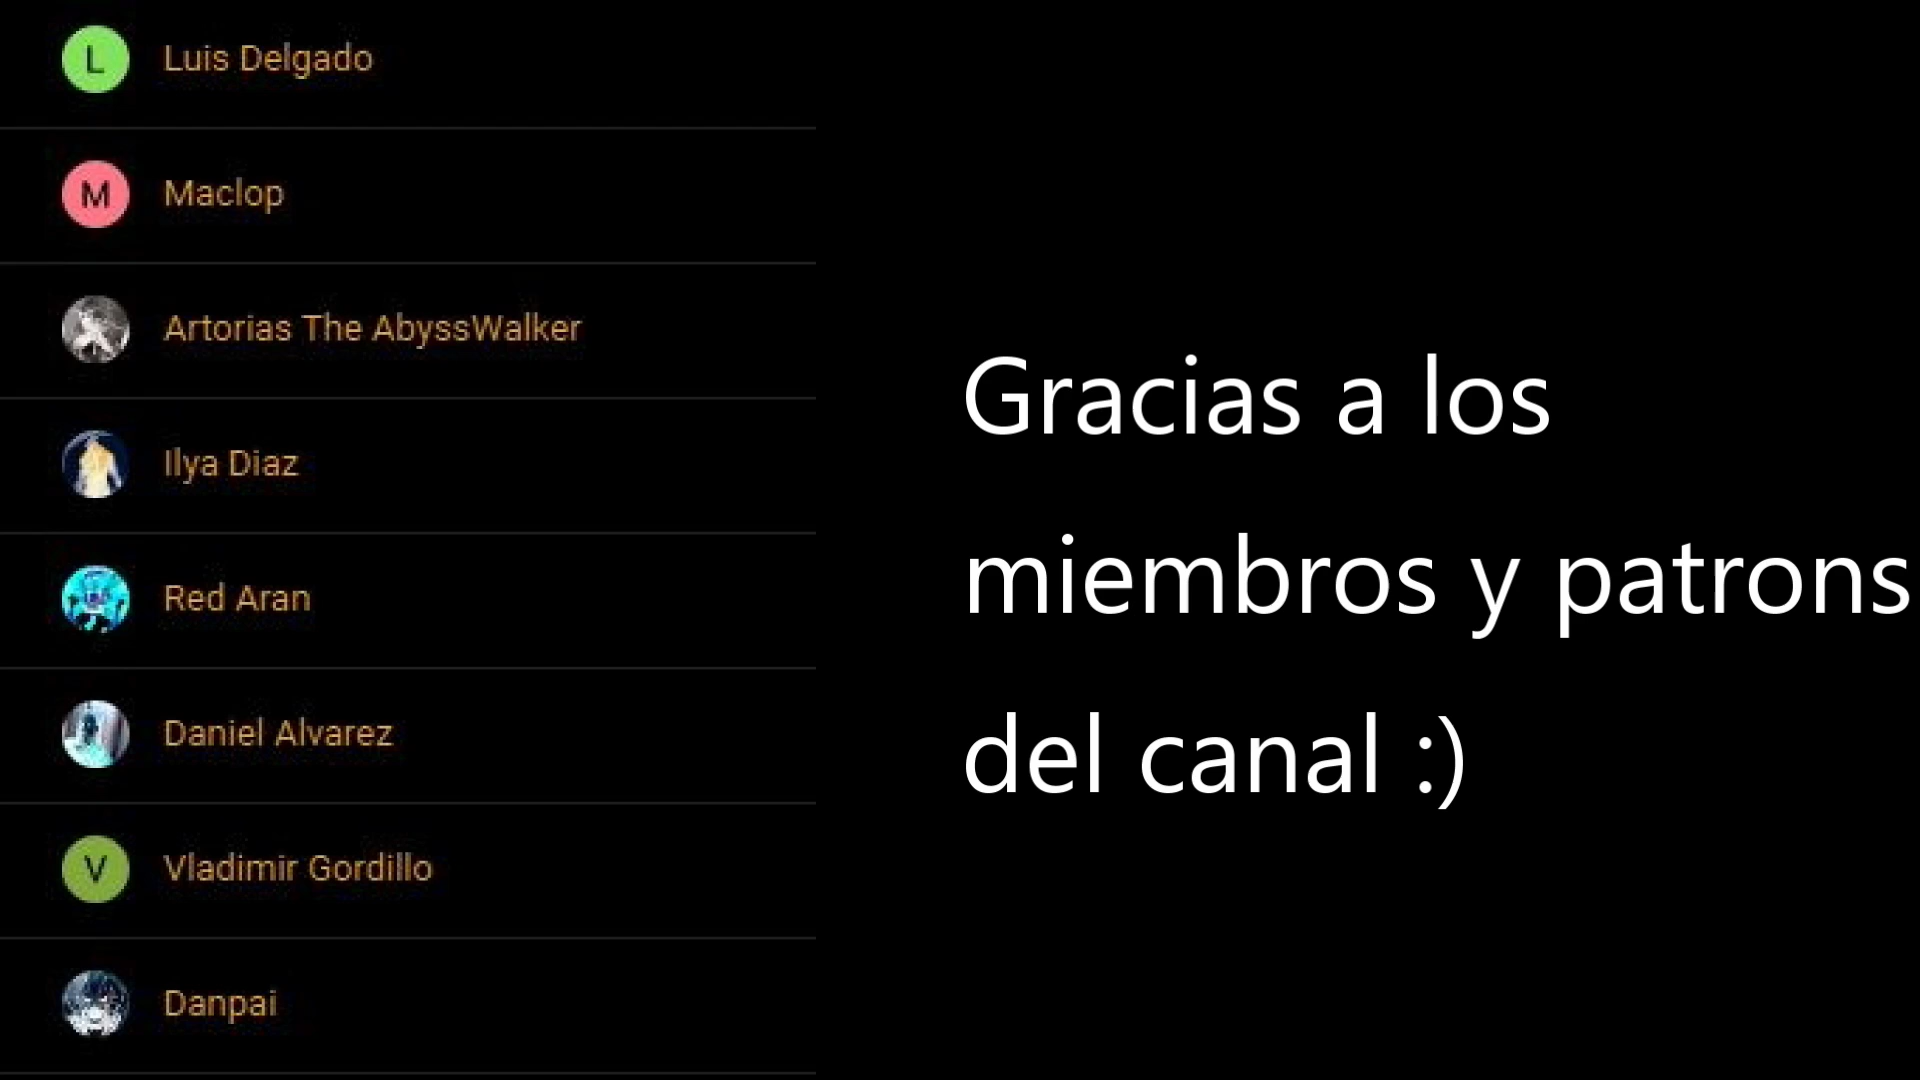 L Luis Delgado
M Maclop
Artorias The AbyssWalker
Ilya Diaz
Red Aran
Daniel Alvarez
V Vladimir Gordillo
Danpai
Gracias a los
miembros y patrons
del canal :)